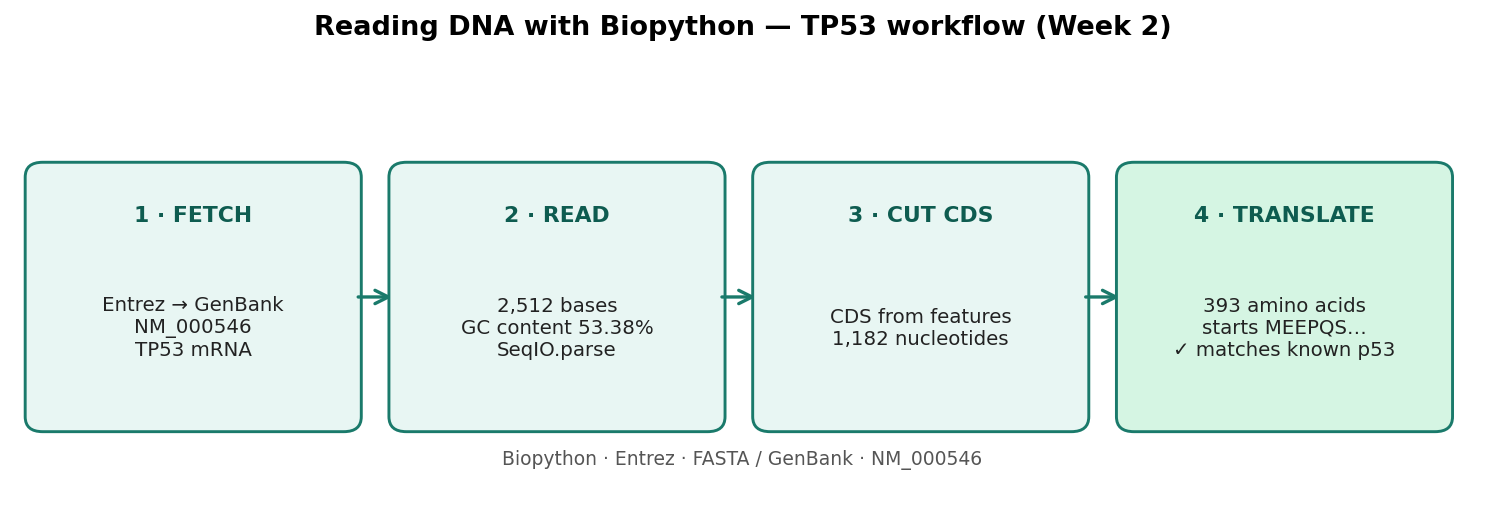 Reading DNA with Biopython — TP53 workflow (Week 2)
1 · FETCH
Entrez → GenBank
NM_000546
TP53 mRNA
2 · READ
2,512 bases
GC content 53.38%
SeqIO.parse
3 · CUT CDS
CDS from features
1,182 nucleotides
4 · TRANSLATE
393 amino acids
starts MEEPQS…
✓ matches known p53
Biopython · Entrez · FASTA / GenBank · NM_000546